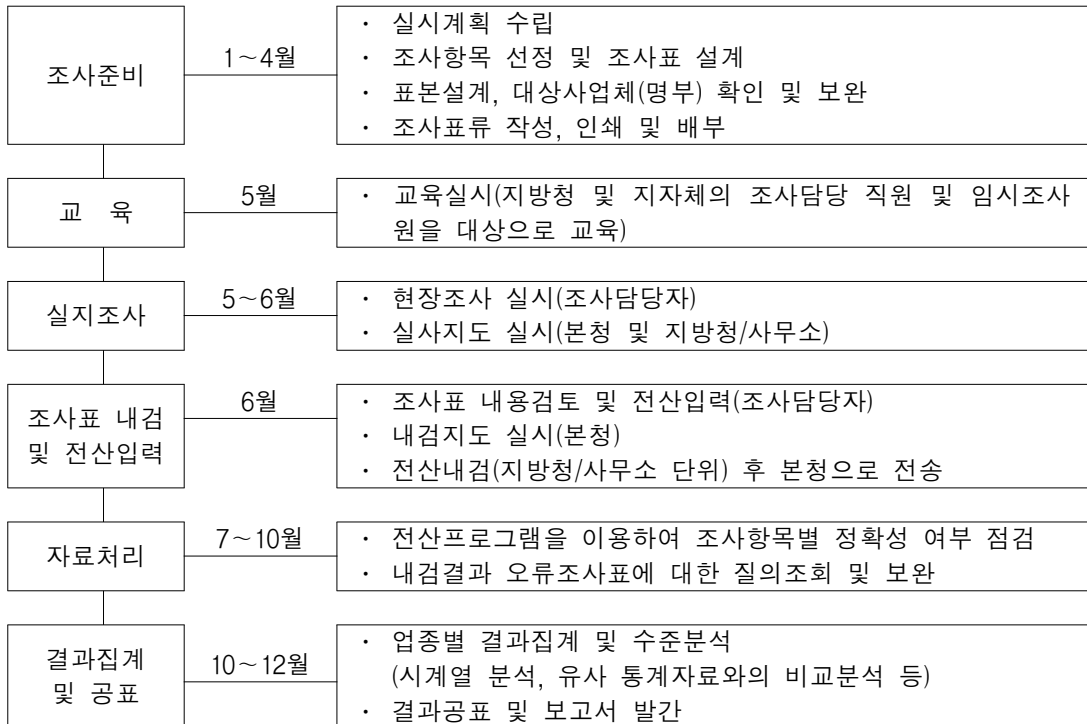 조사준비
1～4월
· 실시계획 수립
· 조사항목 선정 및 조사표 설계
· 표본설계, 대상사업체(명부) 확인 및 보완
· 조사표류 작성, 인쇄 및 배부
교 육
5월
· 교육실시(지방청 및 지자체의 조사담당 직원 및 임시조사
원을 대상으로 교육)
실지조사
5～6월
· 현장조사 실시(조사담당자)
· 실사지도 실시(본청 및 지방청/사무소)
조사표 내검
및 전산입력
6월
· 조사표 내용검토 및 전산입력(조사담당자)
· 내검지도 실시(본청)
· 전산내검(지방청/사무소 단위) 후 본청으로 전송
자료처리
7～10월
· 전산프로그램을 이용하여 조사항목별 정확성 여부 점검
· 내검결과 오류조사표에 대한 질의조회 및 보완
결과집계
및 공표
10～12월
· 업종별 결과집계 및 수준분석
(시계열 분석, 유사 통계자료와의 비교분석 등)
· 결과공표 및 보고서 발간